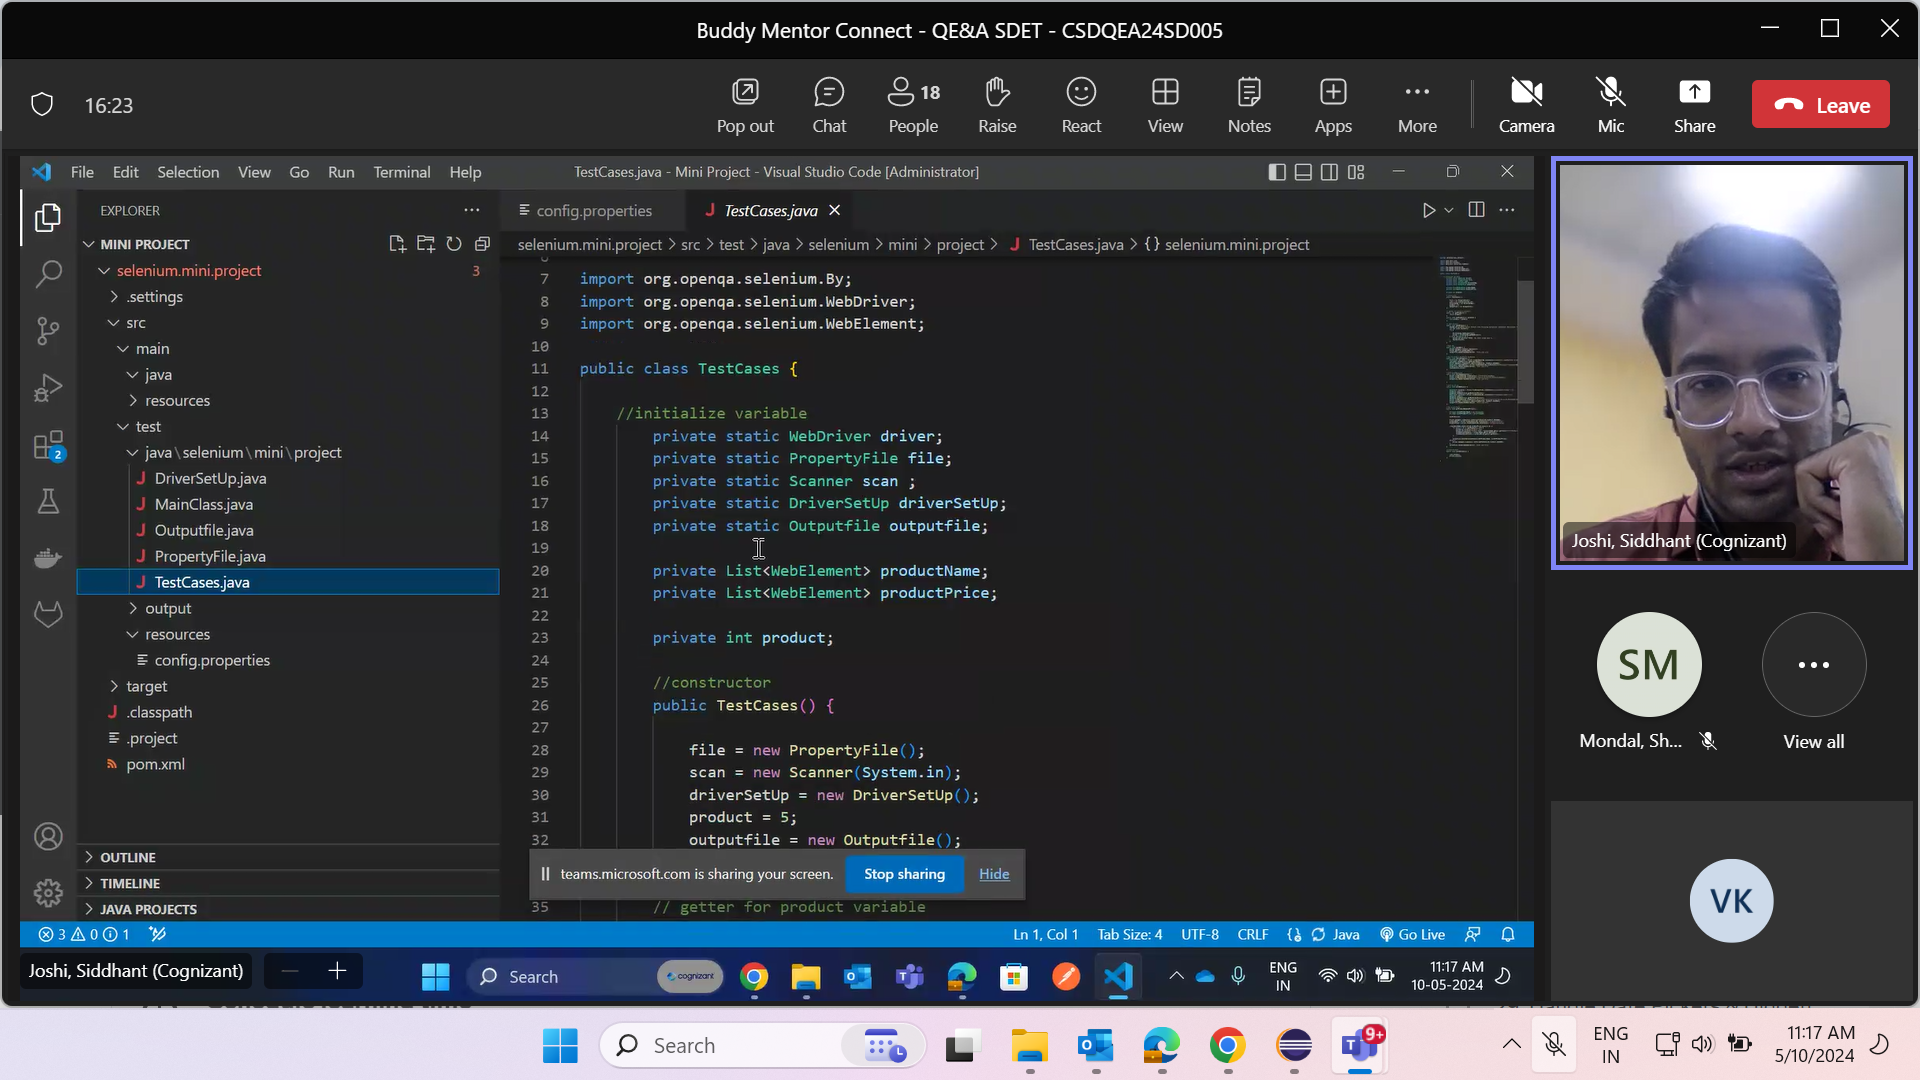 Buddy Mentor Connect - QE&A SDET - CSDQEA24SD005
16:23
Pop out
Chat
18
People
Raise
React
View
Notes
Apps
More
Camera
Mic
Share
Leave
File Edit Selection View Go Run Terminal Help
TestCases.java - Mini Project - Visual Studio Code [Administrator]
EXPLORER
config.properties
TestCases.java
MINI PROJECT
selenium.mini.project > src > test > java > selenium > mini > project > TestCases.java > {} selenium.mini.project
selenium.mini.project 3
.settings
src
main
java
resources
test
java\selenium\mini\project
DriverSetUp.java
MainClass.java
Outputfile.java
PropertyFile.java
TestCases.java
output
resources
config.properties
target
.classpath
.project
pom.xml
OUTLINE
TIMELINE
JAVA PROJECTS
2
7 import org.openqa.selenium.By;
8 import org.openqa.selenium.WebDriver;
9 import org.openqa.selenium.WebElement;
10
11 public class TestCases {
12
13 //initialize variable
14 private static WebDriver driver;
15 private static PropertyFile file;
16 private static Scanner scan ;
17 private static DriverSetUp driverSetUp;
18 private static Outputfile outputfile;
19
20 private List<WebElement> productName;
21 private List<WebElement> productPrice;
22
23 private int product;
24
25 //constructor
26 public TestCases() {
27
28 file = new PropertyFile();
29 scan = new Scanner(System.in);
30 driverSetUp = new DriverSetUp();
31 product = 5;
32 outputfile = new Outputfile();
teams.microsoft.com is sharing your screen.
Stop sharing
Hide
35 // getter for product variable
3 0 1
Ln 1, Col 1 Tab Size: 4 UTF-8 CRLF Java Go Live
Joshi, Siddhant (Cognizant)
Search
cognizant
ENG
IN
11:17 AM
10-05-2024
Joshi, Siddhant (Cognizant)
SM
Mondal, Sh...
View all
VK
Search
9+
ENG
IN
11:17 AM
5/10/2024